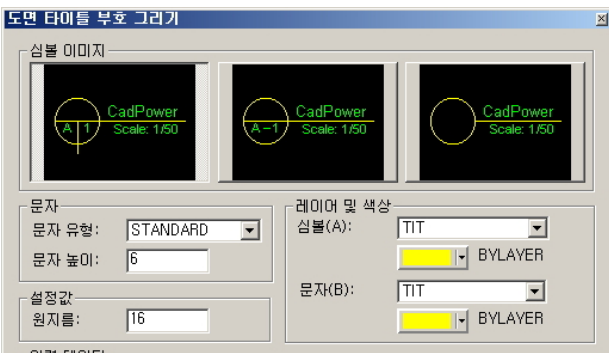 도면 타이틀 부호 그리기
심볼 이미지
CadPower
A 1 Scale: 1/50
CadPower
A-1 Scale: 1/50
CadPower
Scale: 1/50
문자
문자 유형: STANDARD
문자 높이: 6
설정값
원지름: 16
레이어 및 색상
심볼(A): TIT
BYLAYER
문자(B): TIT
BYLAYER